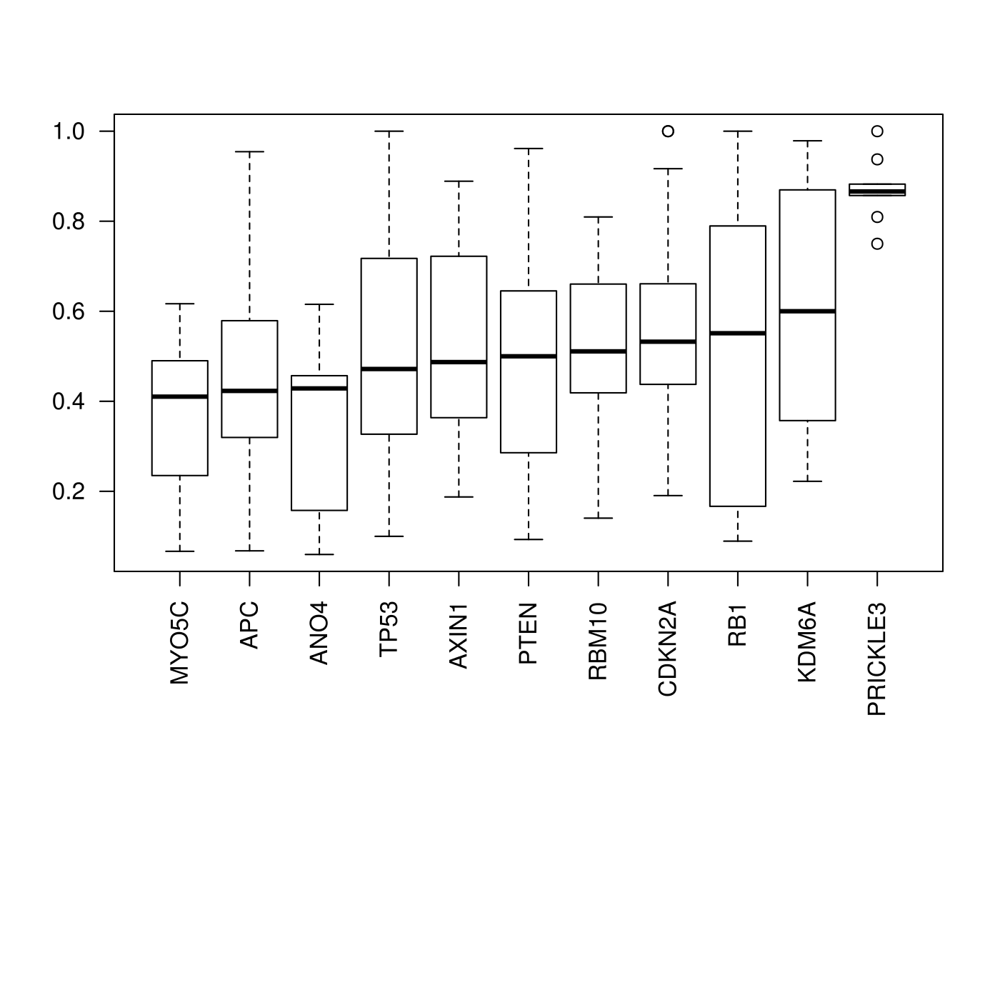 1.0
0.8
0.6
0.4
0.2
MYO5C
APC
ANO4
TP53
AXIN1
PTEN
RBM10
CDKN2A
RB1
KDM6A
PRICKLE3